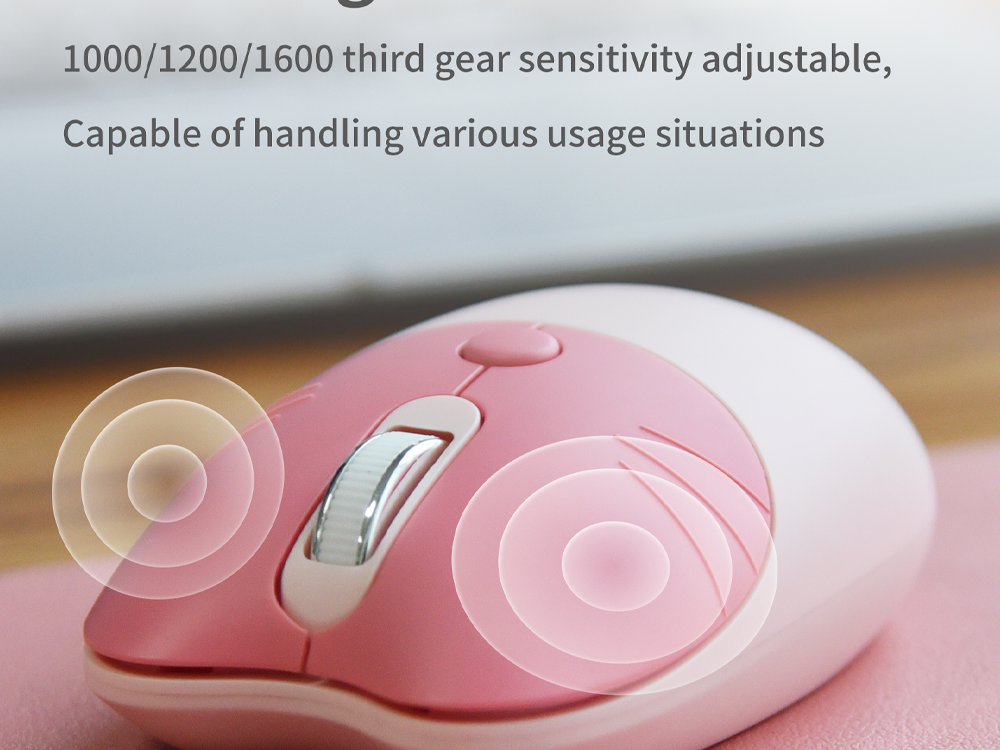 1000/1200/1600 third gear sensitivity adjustable,
Capable of handling various usage situations